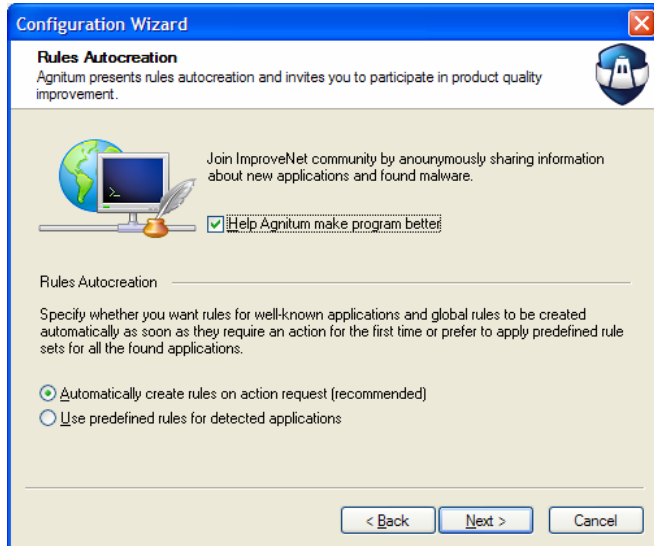 Configuration Wizard
Rules Autocreation
Agnitum presents rules autocreation and invites you to participate in product quality
improvement.
Join ImproveNet community by anounymously sharing information
about new applications and found malware.
Help Agnitum make program better
Rules Autocreation
Specify whether you want rules for well-known applications and global rules to be created
automatically as soon as they require an action for the first time or prefer to apply predefined rule
sets for all the found applications.
Automatically create rules on action request (recommended)
Use predefined rules for detected applications
< Back
Next >
Cancel